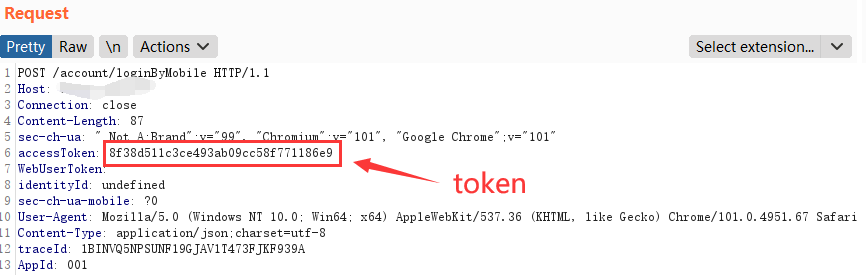 Request
Pretty Raw \n Actions Select extension...
1 POST /account/loginByMobile HTTP/1.1
2 Host:
3 Connection: close
4 Content-Length: 87
5 sec-ch-ua: " Not A;Brand";v="99", "Chromium";v="101", "Google Chrome";v="101"
6 accessToken: 8f38d511c3ce493ab09cc58f771186e9
7 WebUserToken:
token
8 identityId: undefined
9 sec-ch-ua-mobile: ?0
10 User-Agent: Mozilla/5.0 (Windows NT 10.0; Win64; x64) AppleWebKit/537.36 (KHTML, like Gecko) Chrome/101.0.4951.67 Safari
11 Content-Type: application/json;charset=utf-8
12 traceId: 1BINVQ5NPSUNF19GJAV1T473FJKF939A
13 AppId: 001